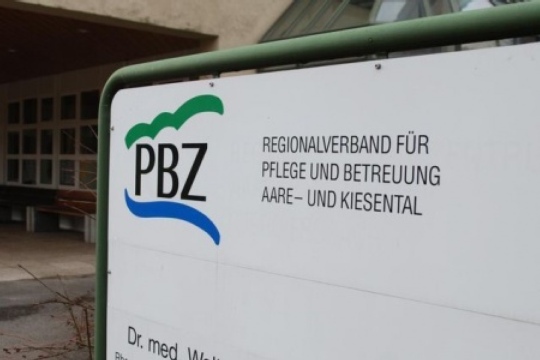 PBZ
REGIONALVERBAND FÜR
PFLEGE UND BETREUUNG
AARE– UND KIESENTAL
Dr. med.